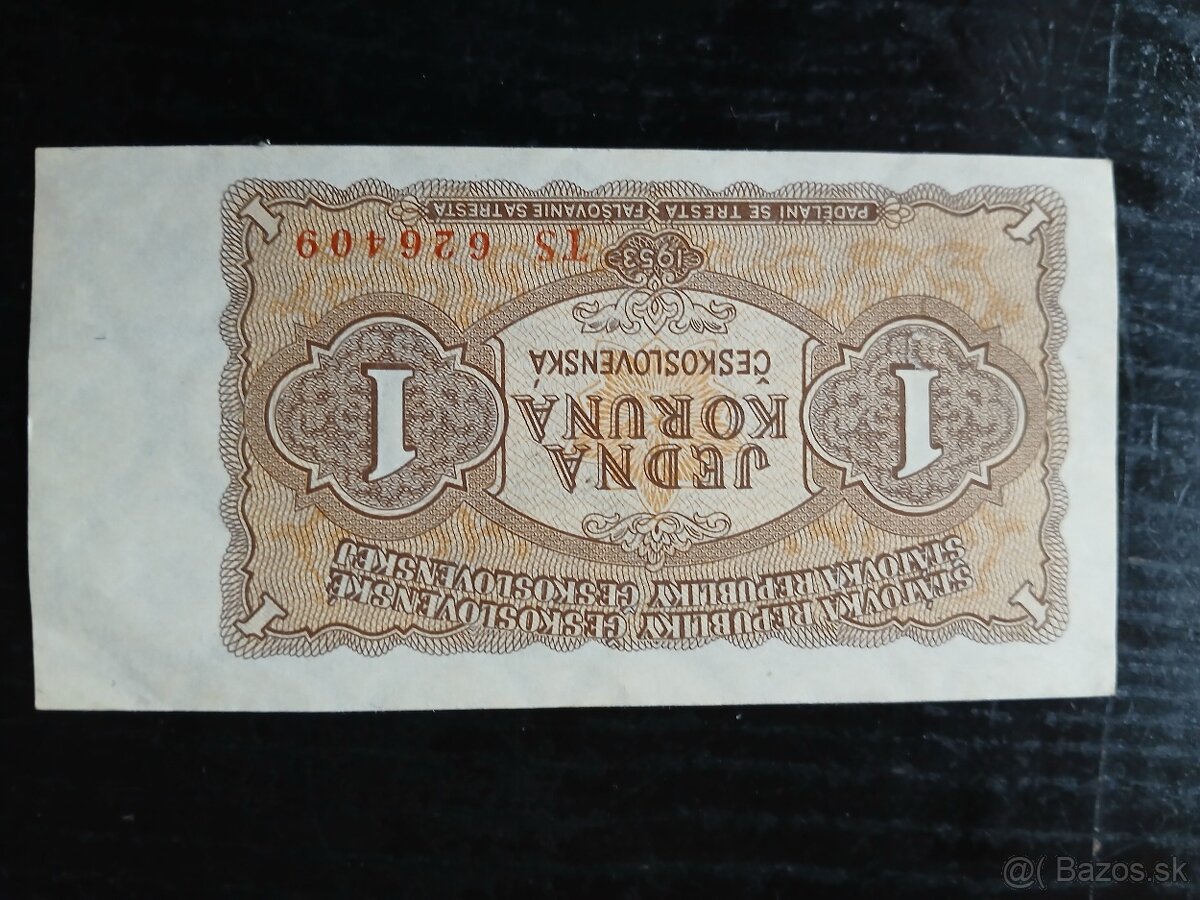 1 1
STÁTOVKA REPUBLIKY ČESKOSLOVENSKÉ
ŠTÁTOVKA REPUBLIKY ČESKOSLOVENSKEJ
JEDNA
1 KORUNA 1
ČESKOSLOVENSKÁ
1953 TS 626409
PADĚLÁNÍ SE TRESTÁ FALŠOVANIE SA TRESTÁ
1 1
@( Bazos.sk